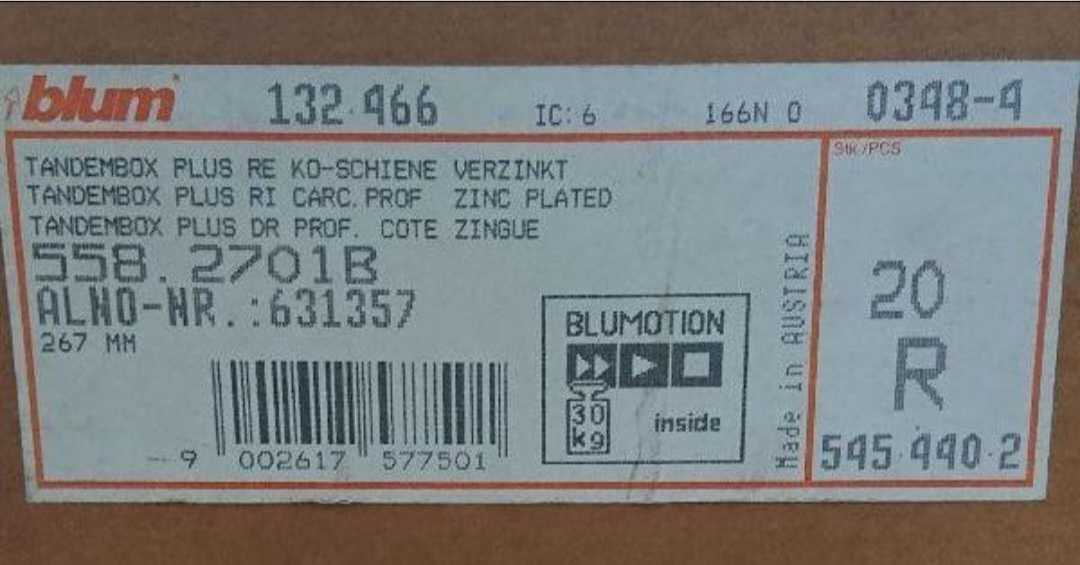 blum 132.466 IC: 6 166N 0 0348-4
TANDEMBOX PLUS RE KO-SCHIENE VERZINKT
TANDEMBOX PLUS RI CARC.PROF ZINC PLATED
TANDEMBOX PLUS DR PROF. COTE ZINGUE
558.2701B
ALNO-NR.:631357
267 MM
9 002617 577501
BLUMOTION
30
kg
inside
Made in AUSTRIA
Stk/PCS
20
R
545.440.2